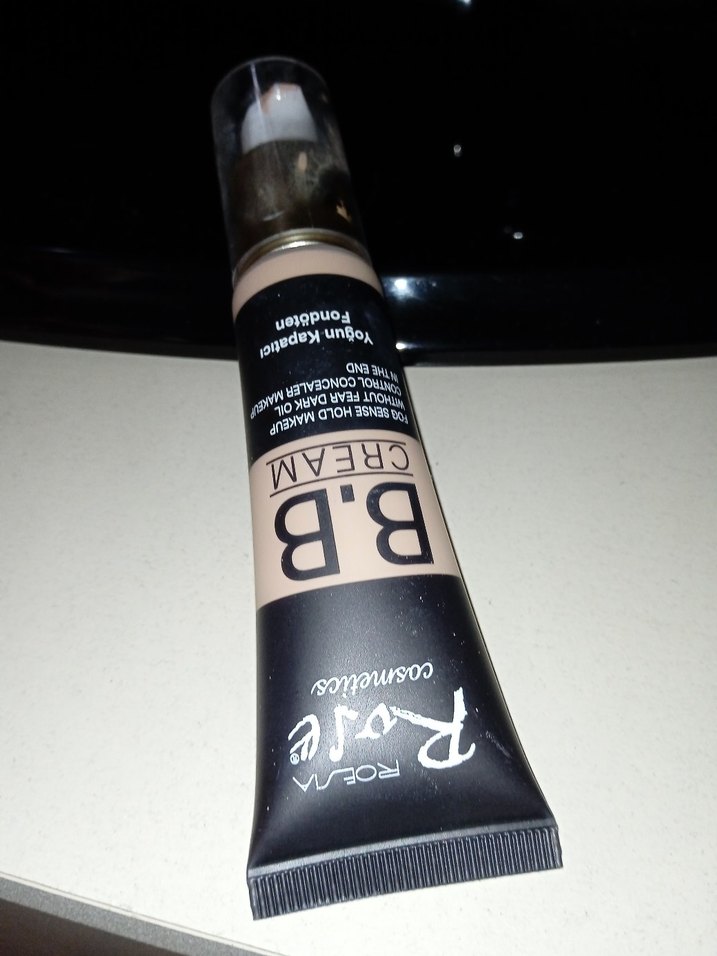 ROESIA
Rose®
cosmetics
B.B
CREAM
FOG SENSE HOLD MAKEUP
WITHOUT FEAR DARK OIL
CONTROL CONCEALER MAKEUP
IN THE END
Yoğun Kapatıcı
Fondöten